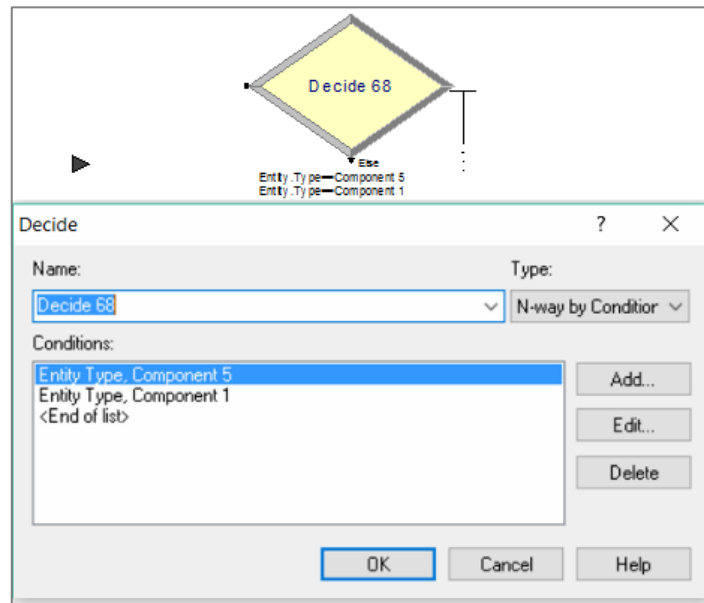 Decide 68
Else
Entity.Type==Component 5
Entity.Type==Component 1
Decide
?
Name:
Type:
Decide 68
N-way by Condition
Conditions:
Entity Type, Component 5
Entity Type, Component 1
<End of list>
Add...
Edit...
Delete
OK
Cancel
Help